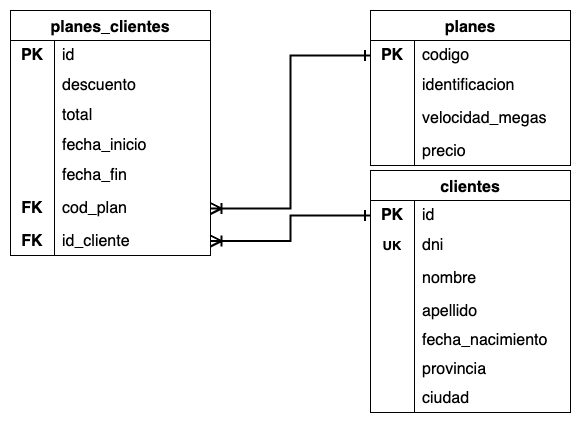 planes_clientes
PK id
descuento
total
fecha_inicio
fecha_fin
FK cod_plan
FK id_cliente
planes
PK codigo
identificacion
velocidad_megas
precio
clientes
PK id
UK dni
nombre
apellido
fecha_nacimiento
provincia
ciudad